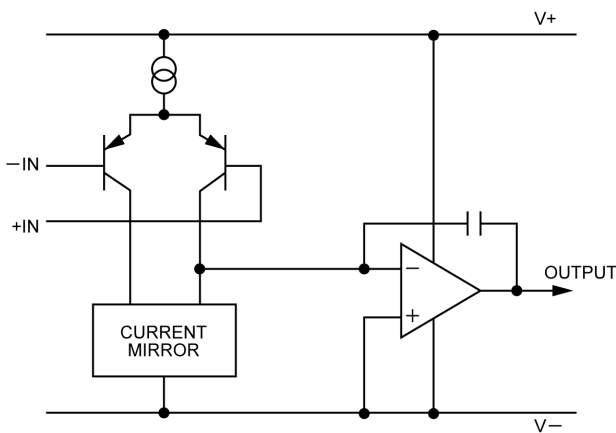 V+
−IN
+IN
CURRENT
MIRROR
−
+
OUTPUT
V−